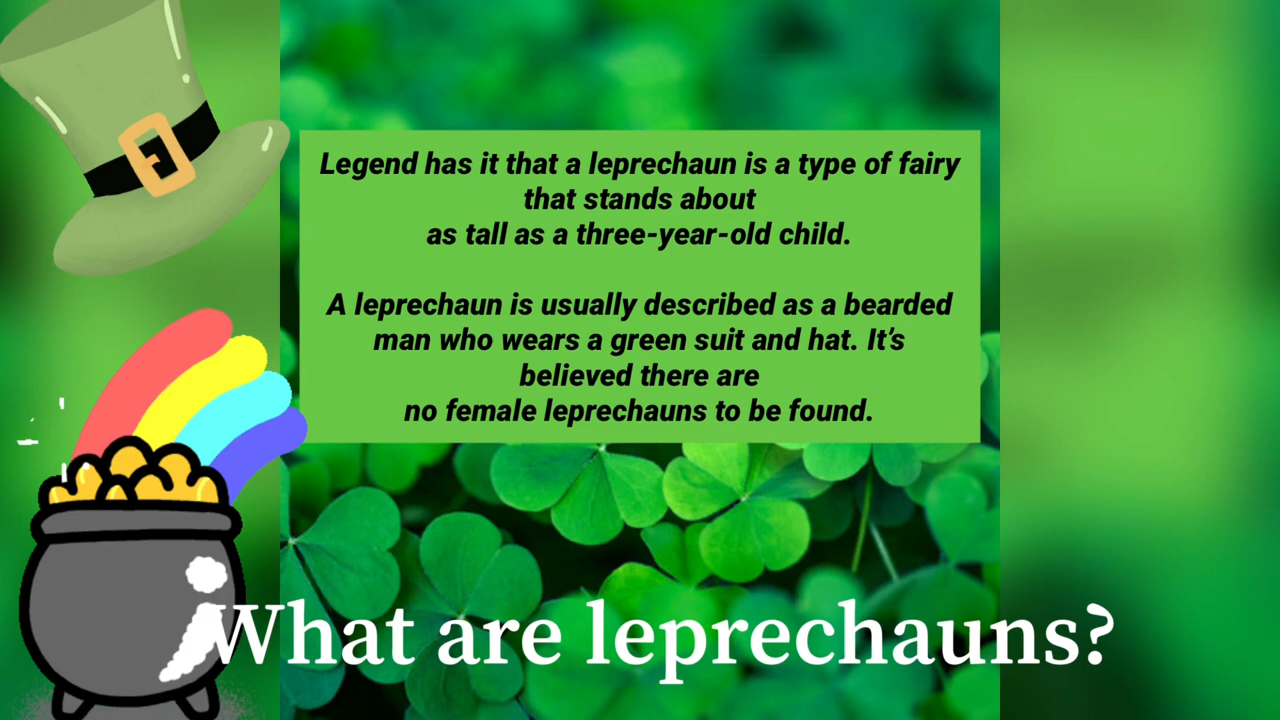 Legend has it that a leprechaun is a type of fairy
that stands about
as tall as a three-year-old child.
A leprechaun is usually described as a bearded
man who wears a green suit and hat. It’s
believed there are
no female leprechauns to be found.
What are leprechauns?